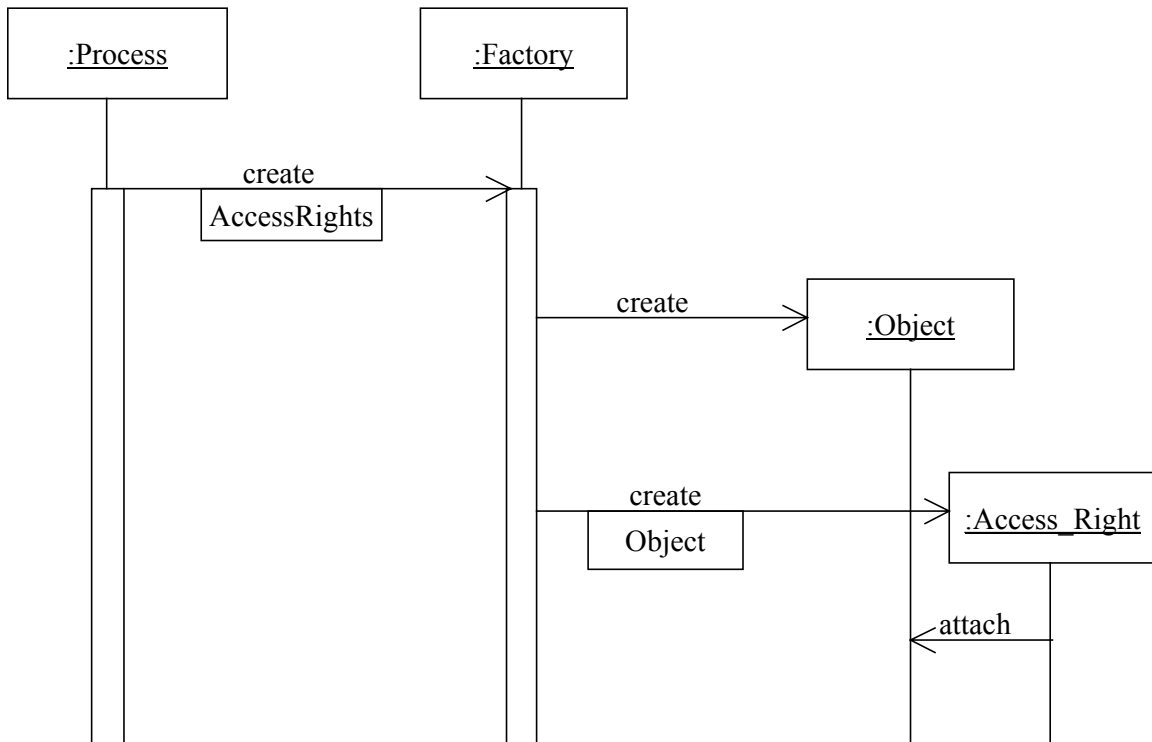 :Process
:Factory
create
AccessRights
create
:Object
create
Object
:Access_Right
attach